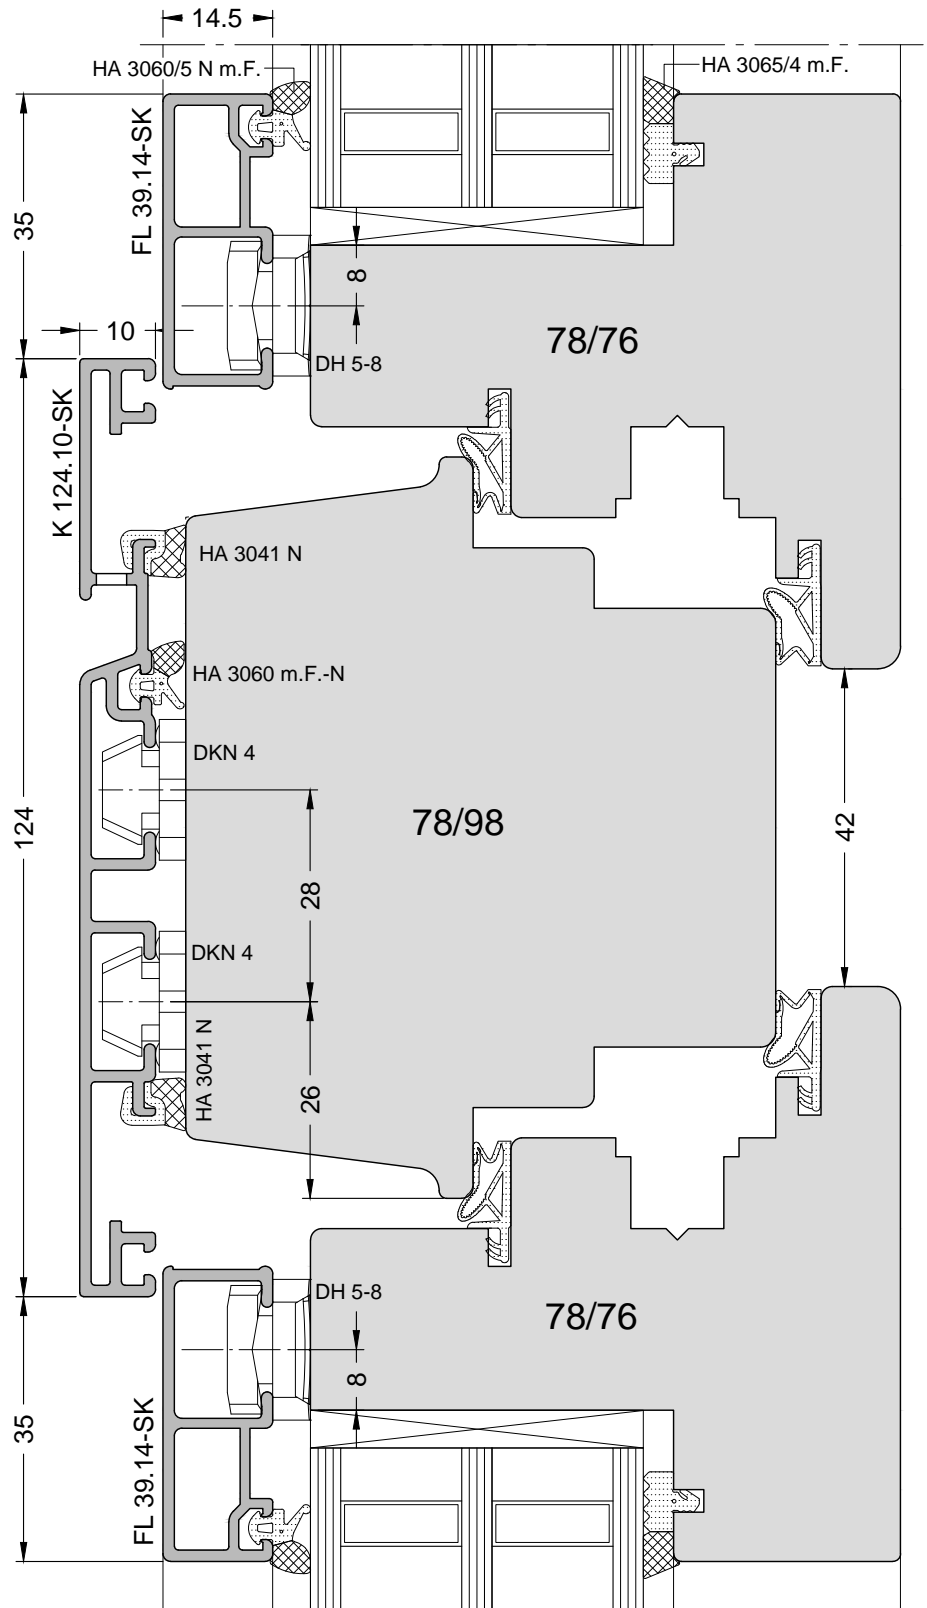 14.5
HA 3060/5 N m.F.
HA 3065/4 m.F.
FL 39.14-SK
35
8
10
78/76
DH 5-8
K 124.10-SK
HA 3041 N
HA 3060 m.F.-N
DKN 4
78/98
124
42
28
DKN 4
HA 3041 N
26
DH 5-8
78/76
8
35
FL 39.14-SK